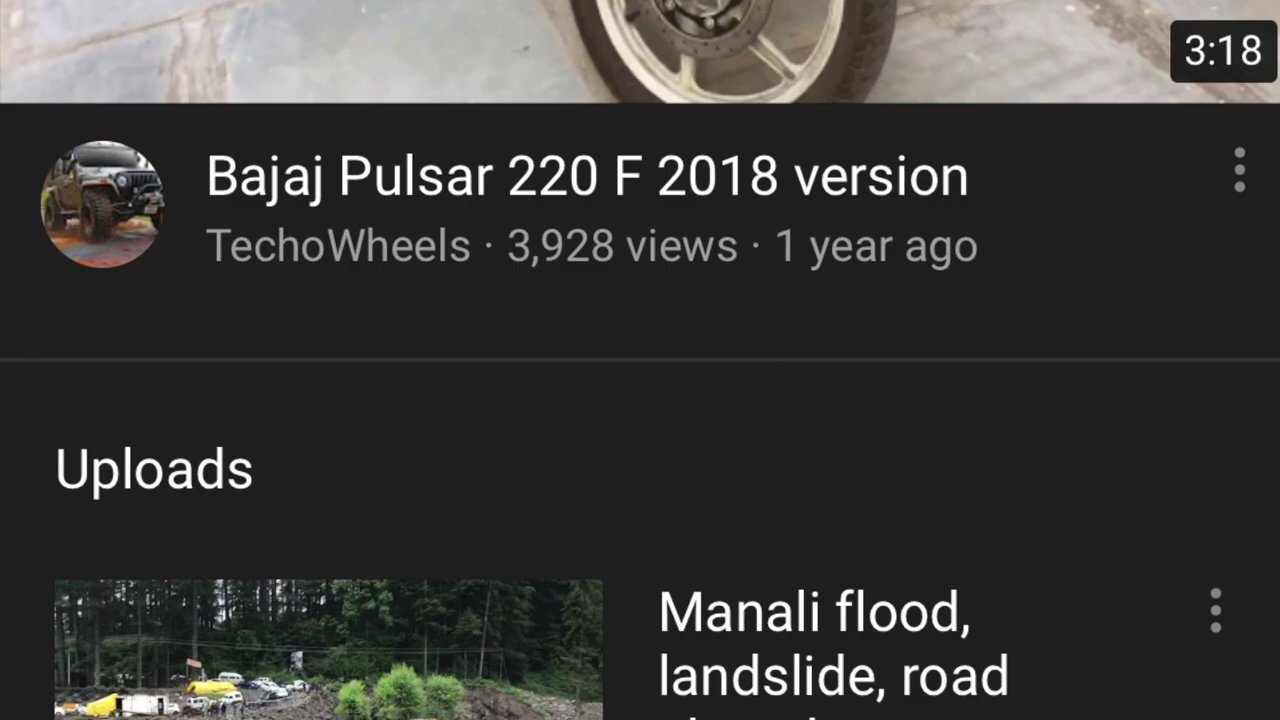 3:18
Bajaj Pulsar 220 F 2018 version
TechoWheels · 3,928 views · 1 year ago
Uploads
Manali flood,
landslide, road